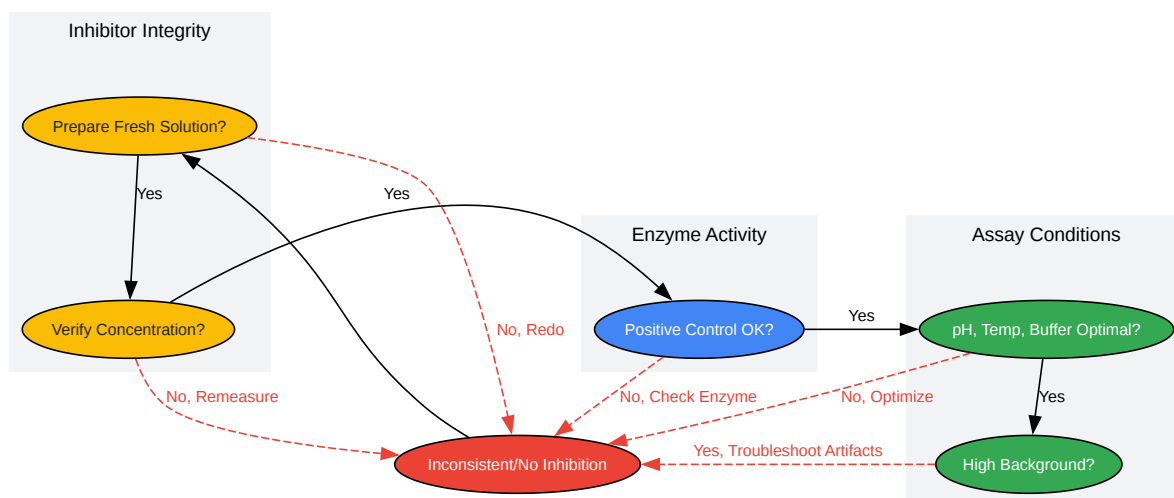 Inhibitor Integrity
Prepare Fresh Solution?
Yes
Yes
Enzyme Activity
Assay Conditions
Verify Concentration?
Positive Control OK?
Yes
pH, Temp, Buffer Optimal?
No, Redo
No, Remeasure
No, Check Enzyme
No, Optimize
Yes
Yes, Troubleshoot Artifacts
Inconsistent/No Inhibition
High Background?